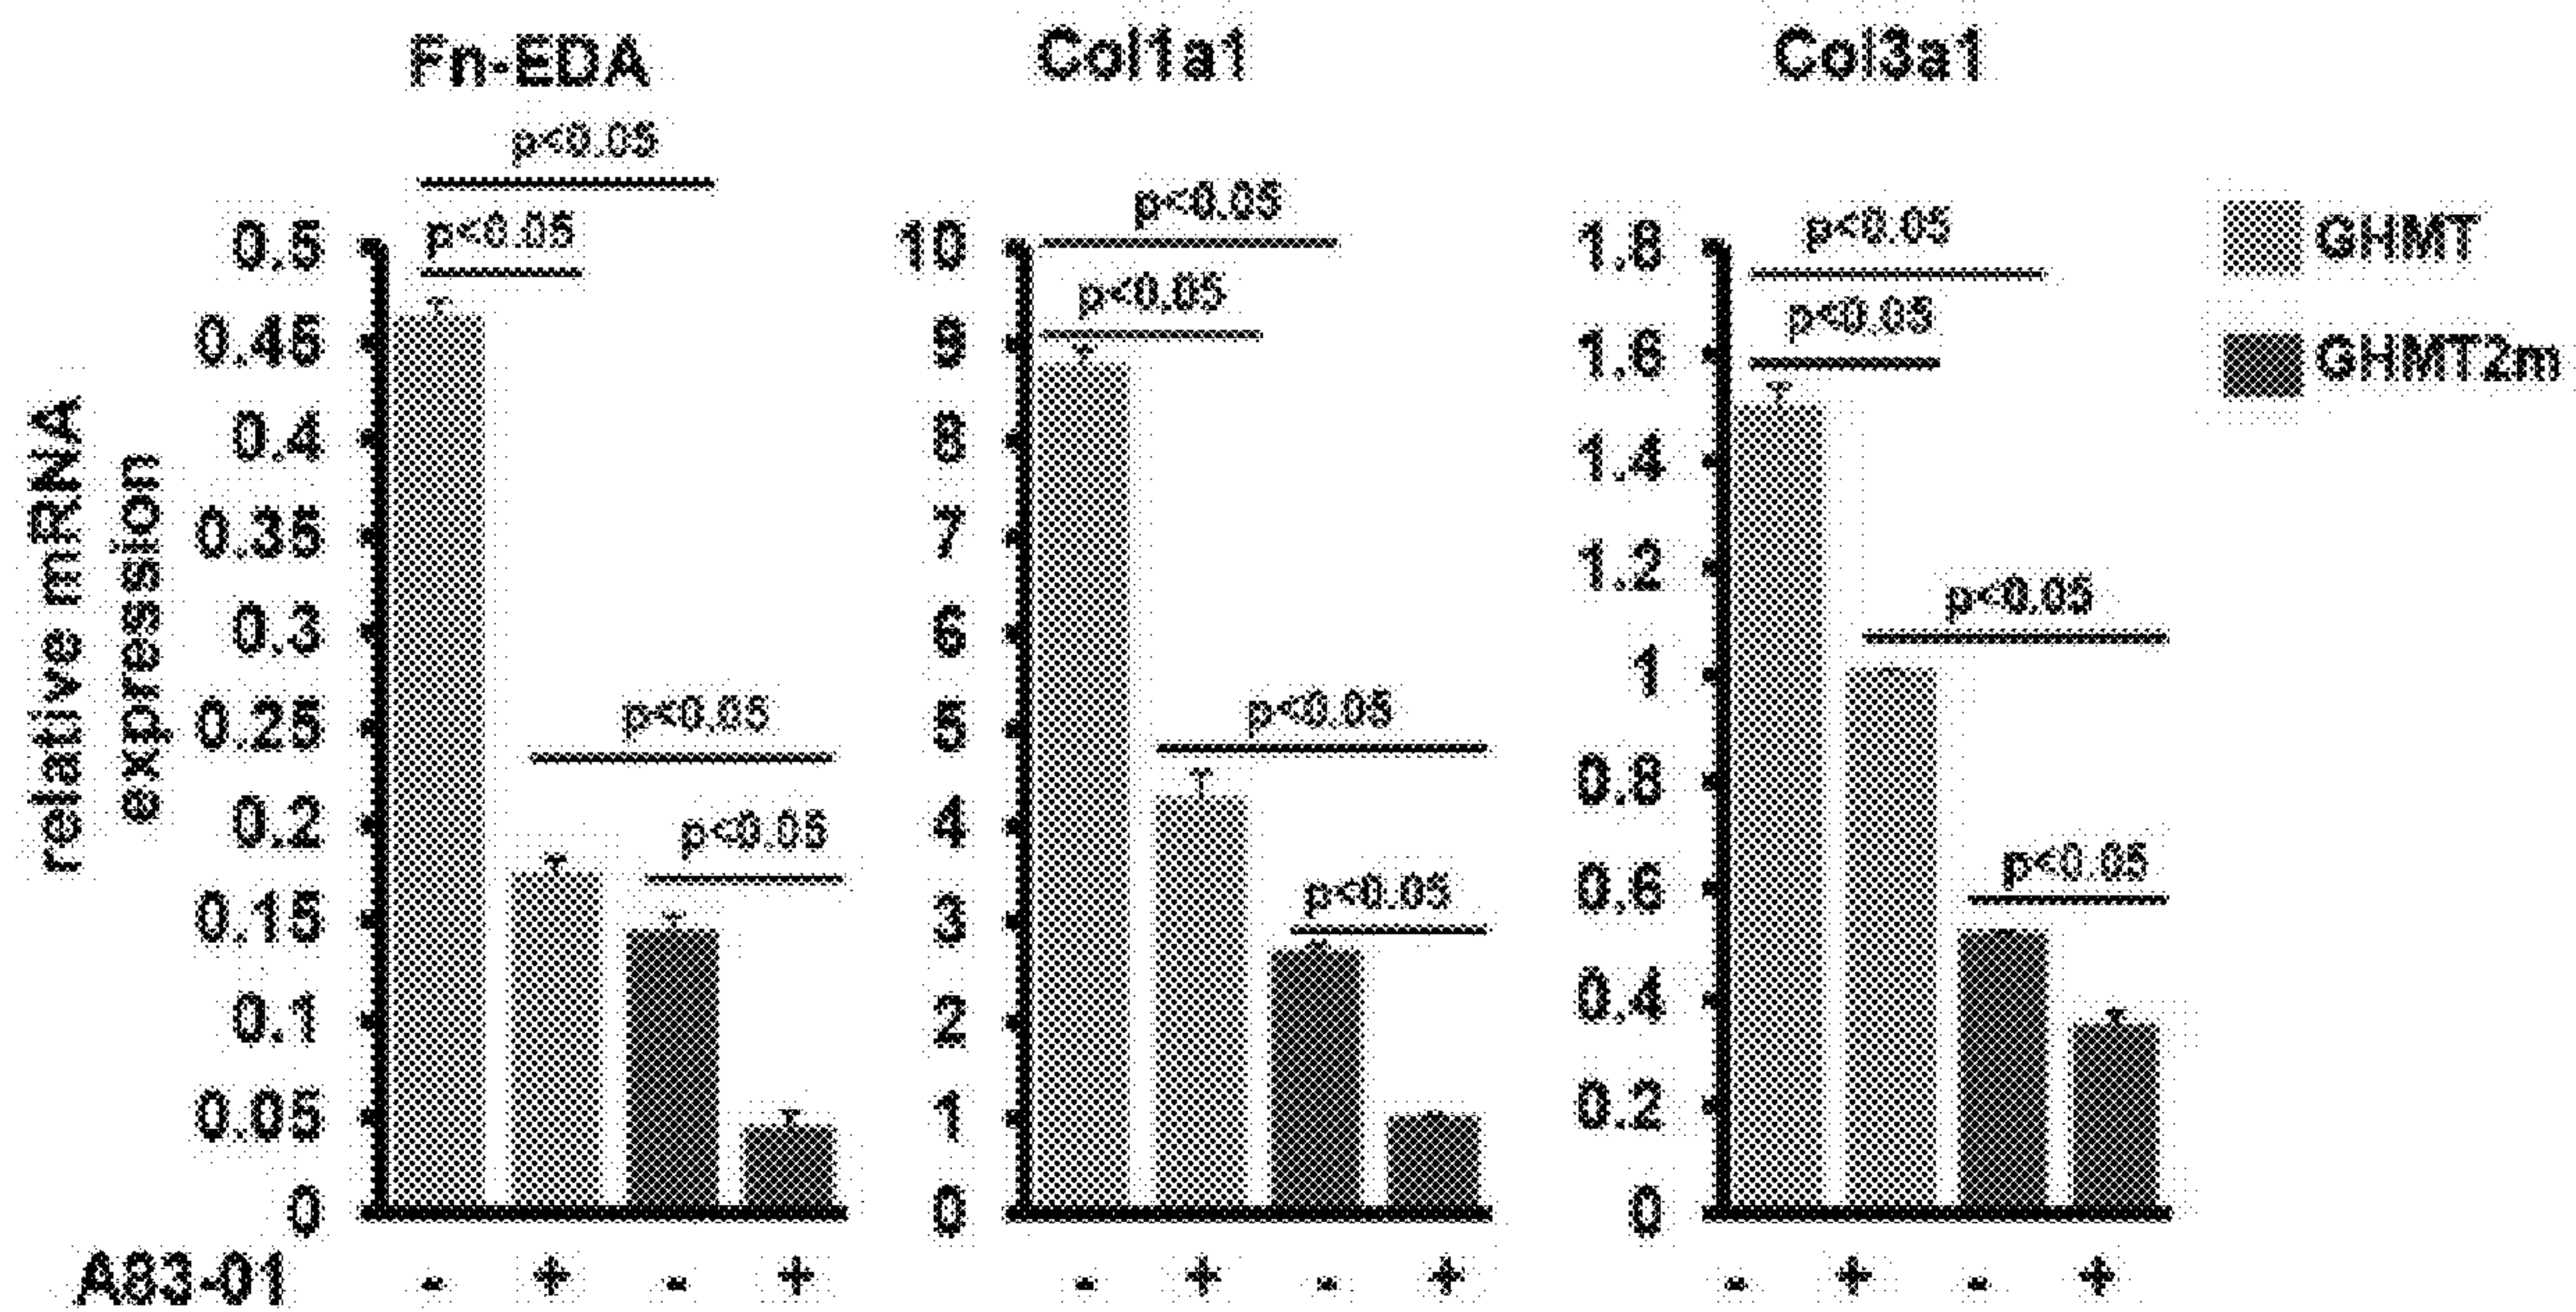 Fn-EDA
Col1a1
Col3a1
relative mRNA
expression
p<0.05
p<0.05
p<0.05
p<0.05
0.5
0.45
0.4
0.35
0.3
0.25
0.2
0.15
0.1
0.05
0
p<0.05
p<0.05
p<0.05
p<0.05
10
9
8
7
6
5
4
3
2
1
0
p<0.05
p<0.05
p<0.05
p<0.05
1.8
1.6
1.4
1.2
1
0.8
0.6
0.4
0.2
0
GHMT
GHMT2m
A83-01 - + - + - + - + - + - +